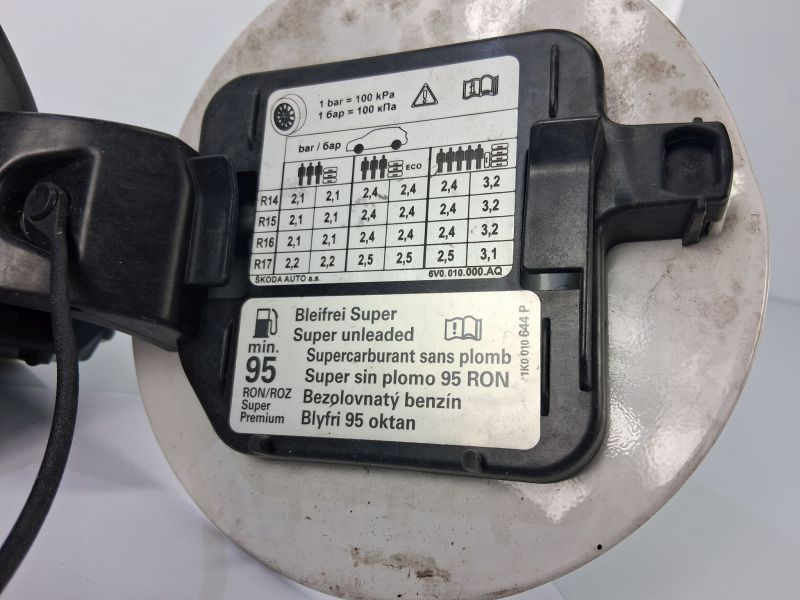 1 bar = 100 kPa
1 бар = 100 кПа
bar / бар
ECO
R14 2,1 2,1 2,4 2,4 2,4 3,2
R15 2,1 2,1 2,4 2,4 2,4 3,2
R16 2,1 2,1 2,4 2,4 2,4 3,2
R17 2,2 2,2 2,5 2,5 2,5 3,1
ŠKODA AUTO a.s. 6V0.010.000.AQ
min.
95
RON/ROZ
Super
Premium
Bleifrei Super
Super unleaded
Supercarburant sans plomb
Super sin plomo 95 RON
Bezolovnatý benzín
Blyfri 95 oktan
1K0 010 644 P